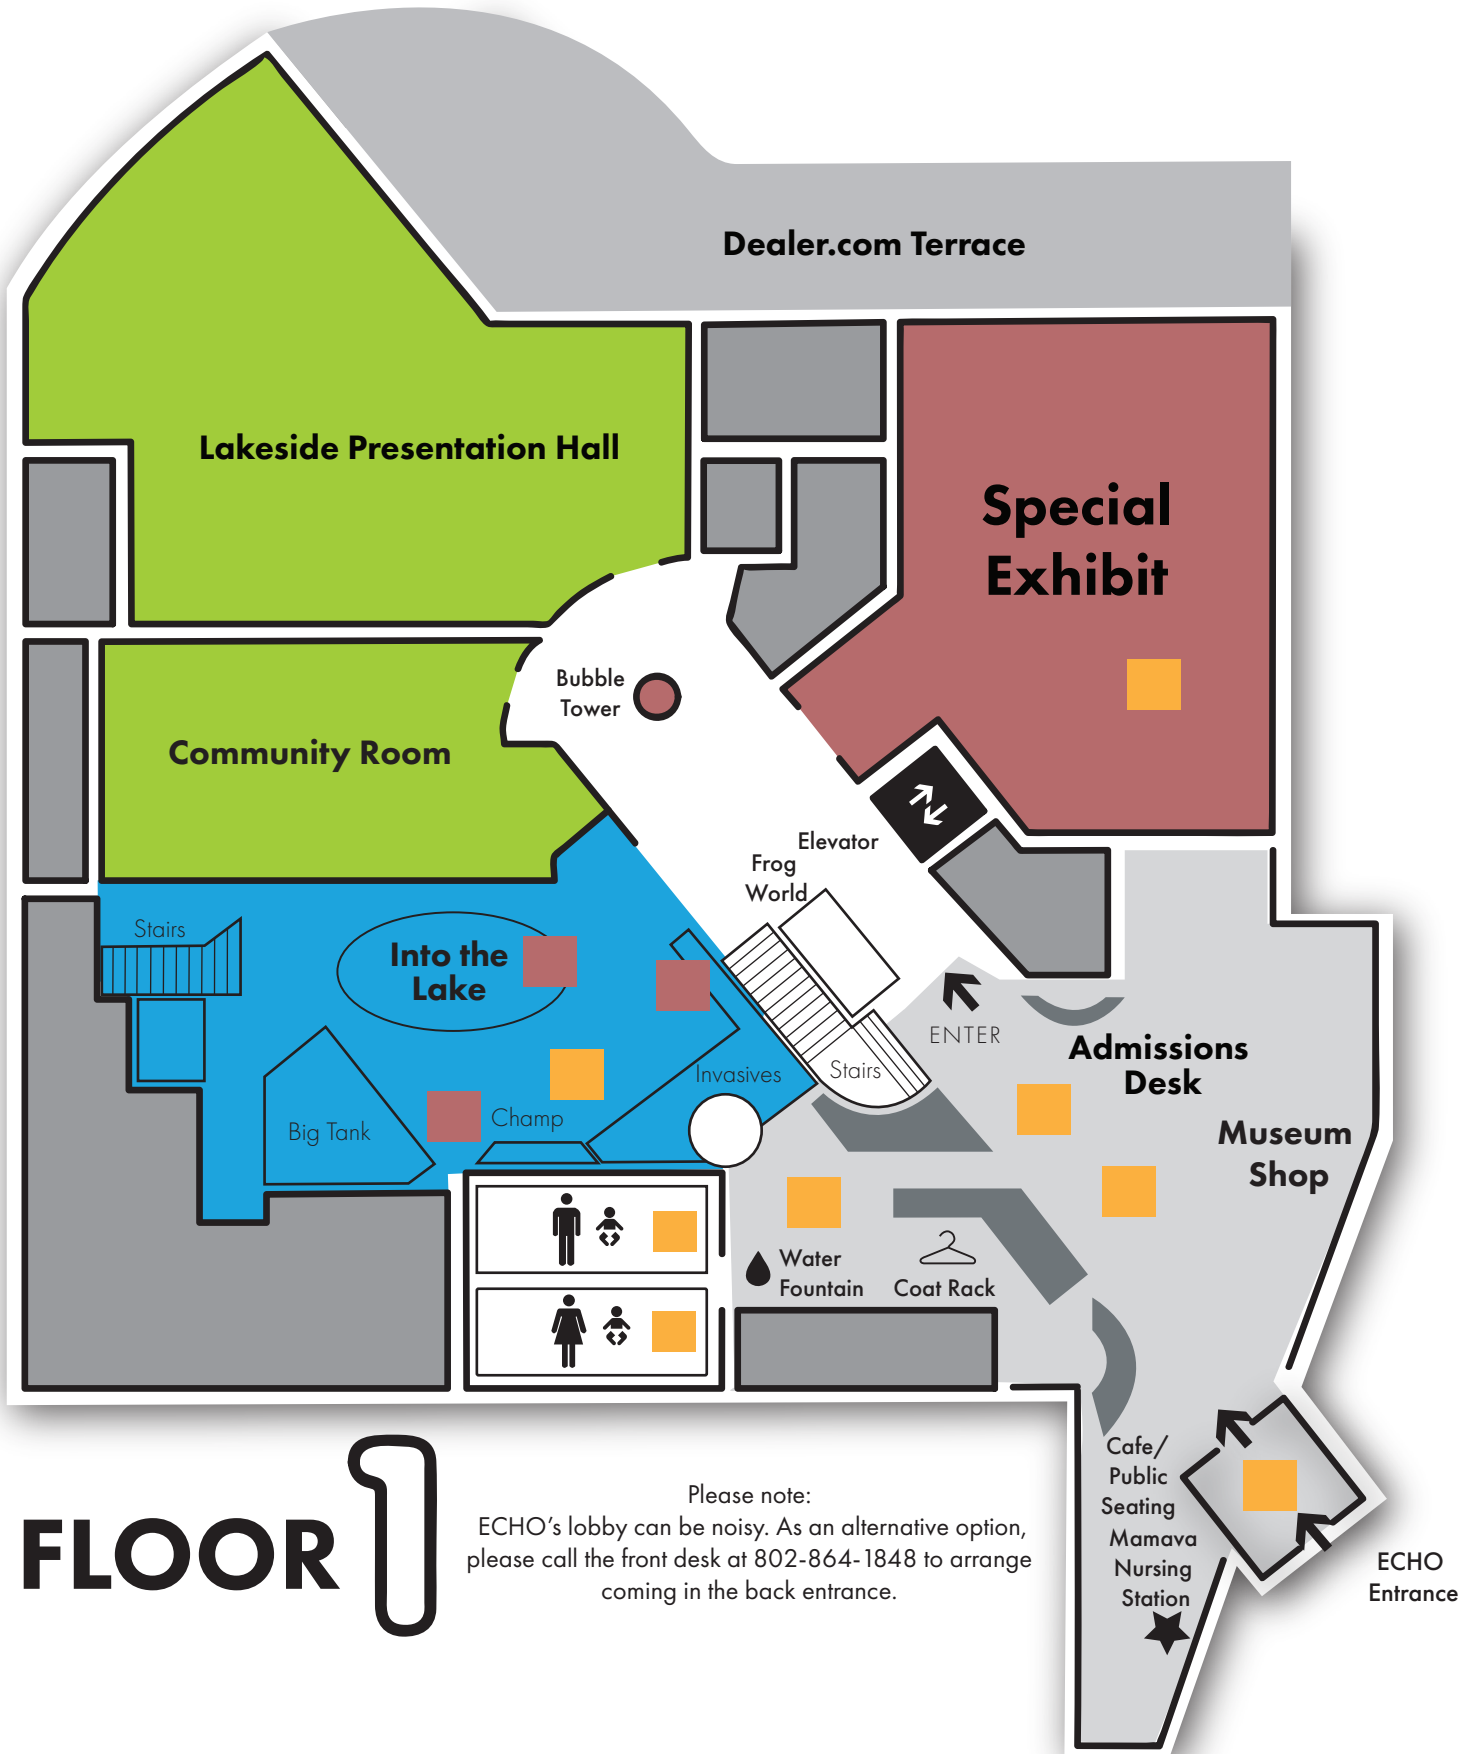 Dealer.com Terrace
Lakeside Presentation Hall
Special
Exhibit
Bubble
Tower
Community Room
Elevator
Frog
World
Stairs
Into the
Lake
ENTER
Admissions
Desk
Invasives
Stairs
Champ
Big Tank
Museum
Shop
Water
Fountain
Coat Rack
Cafe/
Public
Seating
Mamava
Nursing
Station
ECHO
Entrance
FLOOR 1
Please note:
ECHO’s lobby can be noisy. As an alternative option,
please call the front desk at 802-864-1848 to arrange
coming in the back entrance.